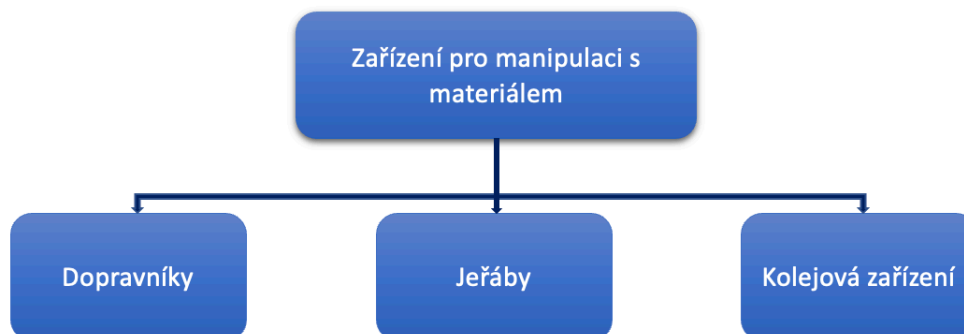 Zařízení pro manipulaci s
materiálem
Dopravníky
Jeřáby
Kolejová zařízení